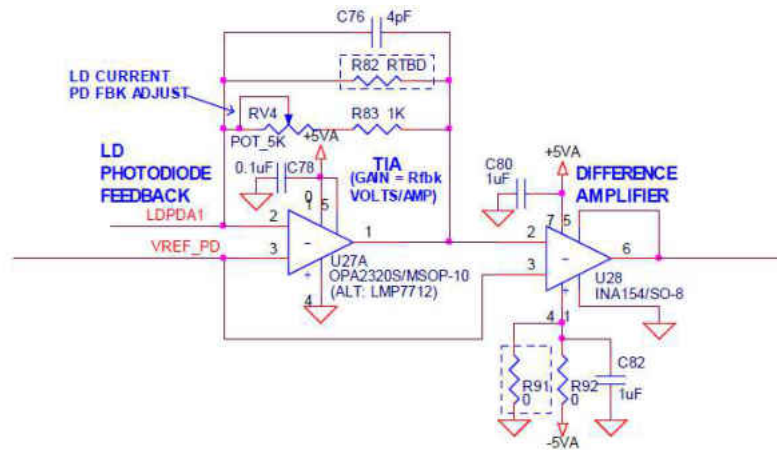 C76 4pF
R82 RTBD
LD CURRENT
PD FBK ADJUST
RV4
R83 1K
POT_5K
+5VA
LD
PHOTODIODE
FEEDBACK
0.1uF C78
TIA
(GAIN = Rfbk
VOLTS/AMP)
C80
1uF
+5VA
DIFFERENCE
AMPLIFIER
LDPDA1
VREF_PD
10
5
2
3
1
4
U27A
OPA2320S/MSOP-10
(ALT: LMP7712)
7 5
2
3
6
U28
INA154/SO-8
4 1
R91
0
R92
0
C82
1uF
-5VA